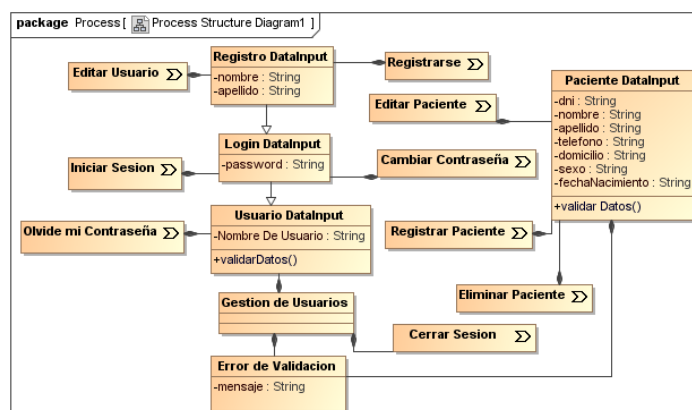 package Process [ Process Structure Diagram1 ]
Registro DataInput
-nombre : String
-apellido : String
Editar Usuario
Registrarse
Paciente DataInput
-dni : String
-nombre : String
-apellido : String
-telefono : String
-domicilio : String
-sexo : String
-fechaNacimiento : String
+validar Datos()
Editar Paciente
Login DataInput
-password : String
Iniciar Sesion
Cambiar Contraseña
Usuario DataInput
-Nombre De Usuario : String
+validarDatos()
Olvide mi Contraseña
Registrar Paciente
Gestion de Usuarios
Eliminar Paciente
Cerrar Sesion
Error de Validacion
-mensaje : String